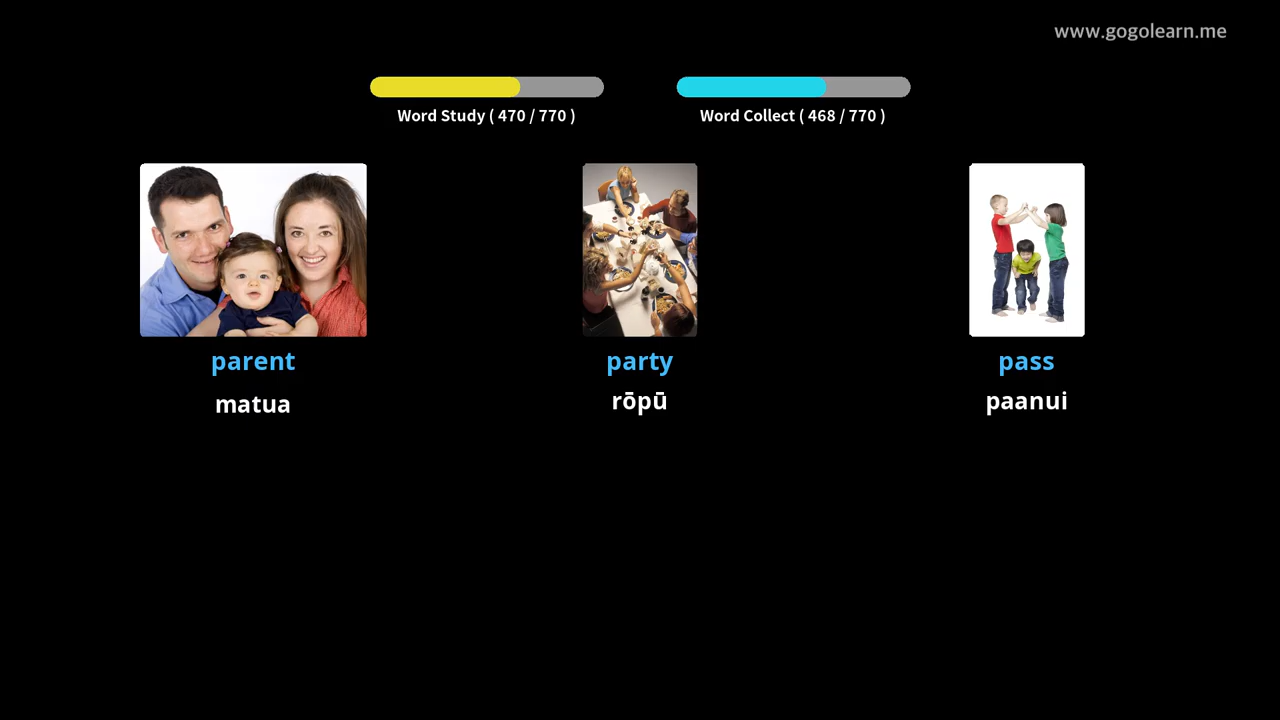 www.gogolearn.me
Word Study ( 470 / 770 )
Word Collect ( 468 / 770 )
parent
party
pass
matua
rōpū
paanui